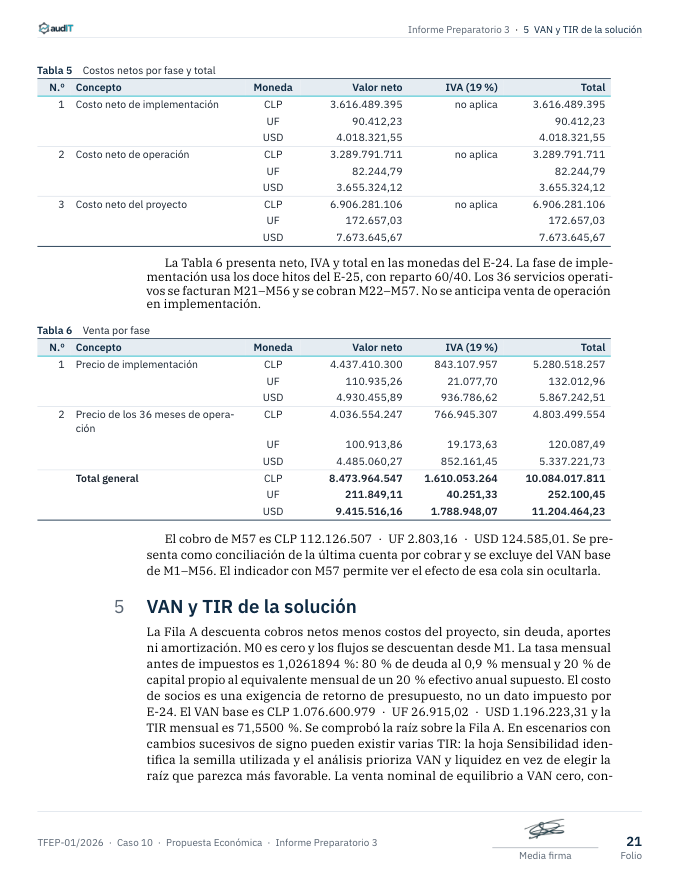 audIT
Informe Preparatorio 3 · 5 VAN y TIR de la solución
Tabla 5 Costos netos por fase y total
N.º Concepto Moneda Valor neto IVA (19 %) Total
1 Costo neto de implementación CLP 3.616.489.395 no aplica 3.616.489.395
UF 90.412,23 90.412,23
USD 4.018.321,55 4.018.321,55
2 Costo neto de operación CLP 3.289.791.711 no aplica 3.289.791.711
UF 82.244,79 82.244,79
USD 3.655.324,12 3.655.324,12
3 Costo neto del proyecto CLP 6.906.281.106 no aplica 6.906.281.106
UF 172.657,03 172.657,03
USD 7.673.645,67 7.673.645,67
La Tabla 6 presenta neto, IVA y total en las monedas del E-24. La fase de imple-
mentación usa los doce hitos del E-25, con reparto 60/40. Los 36 servicios operati-
vos se facturan M21–M56 y se cobran M22–M57. No se anticipa venta de operación
en implementación.
Tabla 6 Venta por fase
N.º Concepto Moneda Valor neto IVA (19 %) Total
1 Precio de implementación CLP 4.437.410.300 843.107.957 5.280.518.257
UF 110.935,26 21.077,70 132.012,96
USD 4.930.455,89 936.786,62 5.867.242,51
2 Precio de los 36 meses de opera- CLP 4.036.554.247 766.945.307 4.803.499.554
ción
UF 100.913,86 19.173,63 120.087,49
USD 4.485.060,27 852.161,45 5.337.221,73
Total general CLP 8.473.964.547 1.610.053.264 10.084.017.811
UF 211.849,11 40.251,33 252.100,45
USD 9.415.516,16 1.788.948,07 11.204.464,23
El cobro de M57 es CLP 112.126.507 · UF 2.803,16 · USD 124.585,01. Se pre-
senta como conciliación de la última cuenta por cobrar y se excluye del VAN base
de M1–M56. El indicador con M57 permite ver el efecto de esa cola sin ocultarla.
5 VAN y TIR de la solución
La Fila A descuenta cobros netos menos costos del proyecto, sin deuda, aportes
ni amortización. M0 es cero y los flujos se descuentan desde M1. La tasa mensual
antes de impuestos es 1,0261894 %: 80 % de deuda al 0,9 % mensual y 20 % de
capital propio al equivalente mensual de un 20 % efectivo anual supuesto. El costo
de socios es una exigencia de retorno de presupuesto, no un dato impuesto por
E-24. El VAN base es CLP 1.076.600.979 · UF 26.915,02 · USD 1.196.223,31 y la
TIR mensual es 71,5500 %. Se comprobó la raíz sobre la Fila A. En escenarios con
cambios sucesivos de signo pueden existir varias TIR: la hoja Sensibilidad iden-
tifica la semilla utilizada y el análisis prioriza VAN y liquidez en vez de elegir la
raíz que parezca más favorable. La venta nominal de equilibrio a VAN cero, con-
TFEP-01/2026 · Caso 10 · Propuesta Económica · Informe Preparatorio 3
21
Media firma
Folio